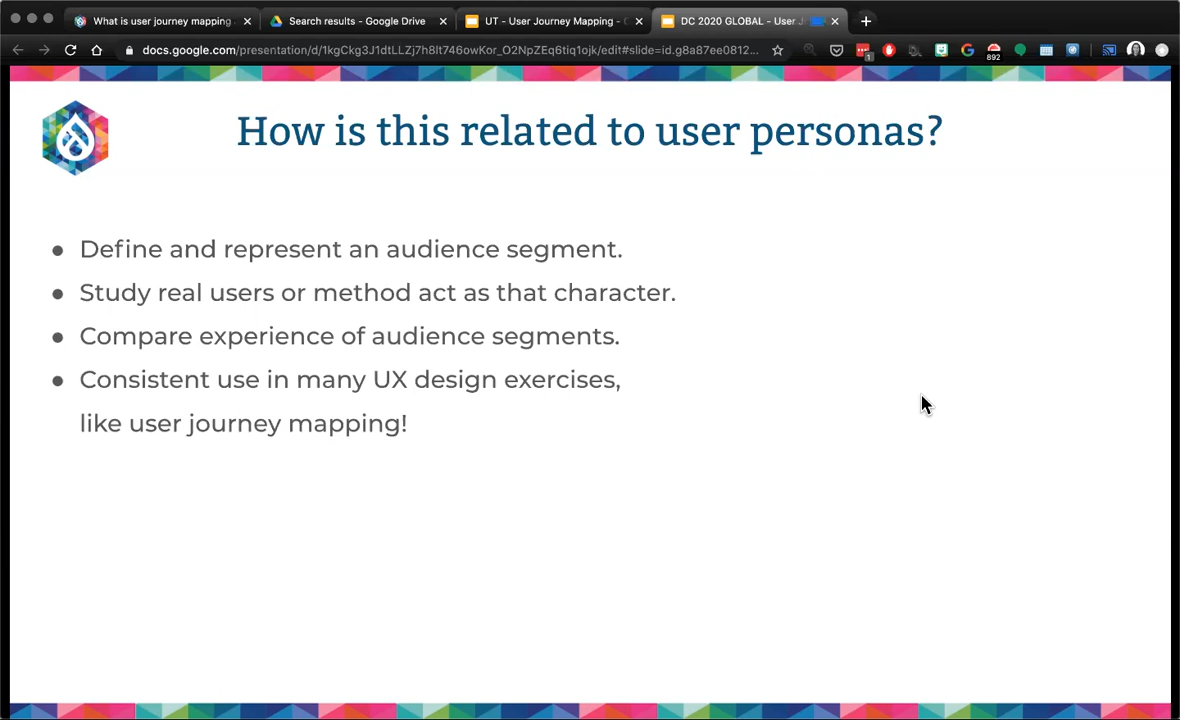 What is user journey mapping
Search results - Google Drive
UT - User Journey Mapping -
DC 2020 GLOBAL - User J
docs.google.com/presentation/d/1kgCkg3J1dtLLZj7h8lt746owKor_O2NpZEq6tiq1ojk/edit#slide=id.g8a87ee0812...
1
892
How is this related to user personas?
● Define and represent an audience segment.
● Study real users or method act as that character.
● Compare experience of audience segments.
● Consistent use in many UX design exercises,
like user journey mapping!